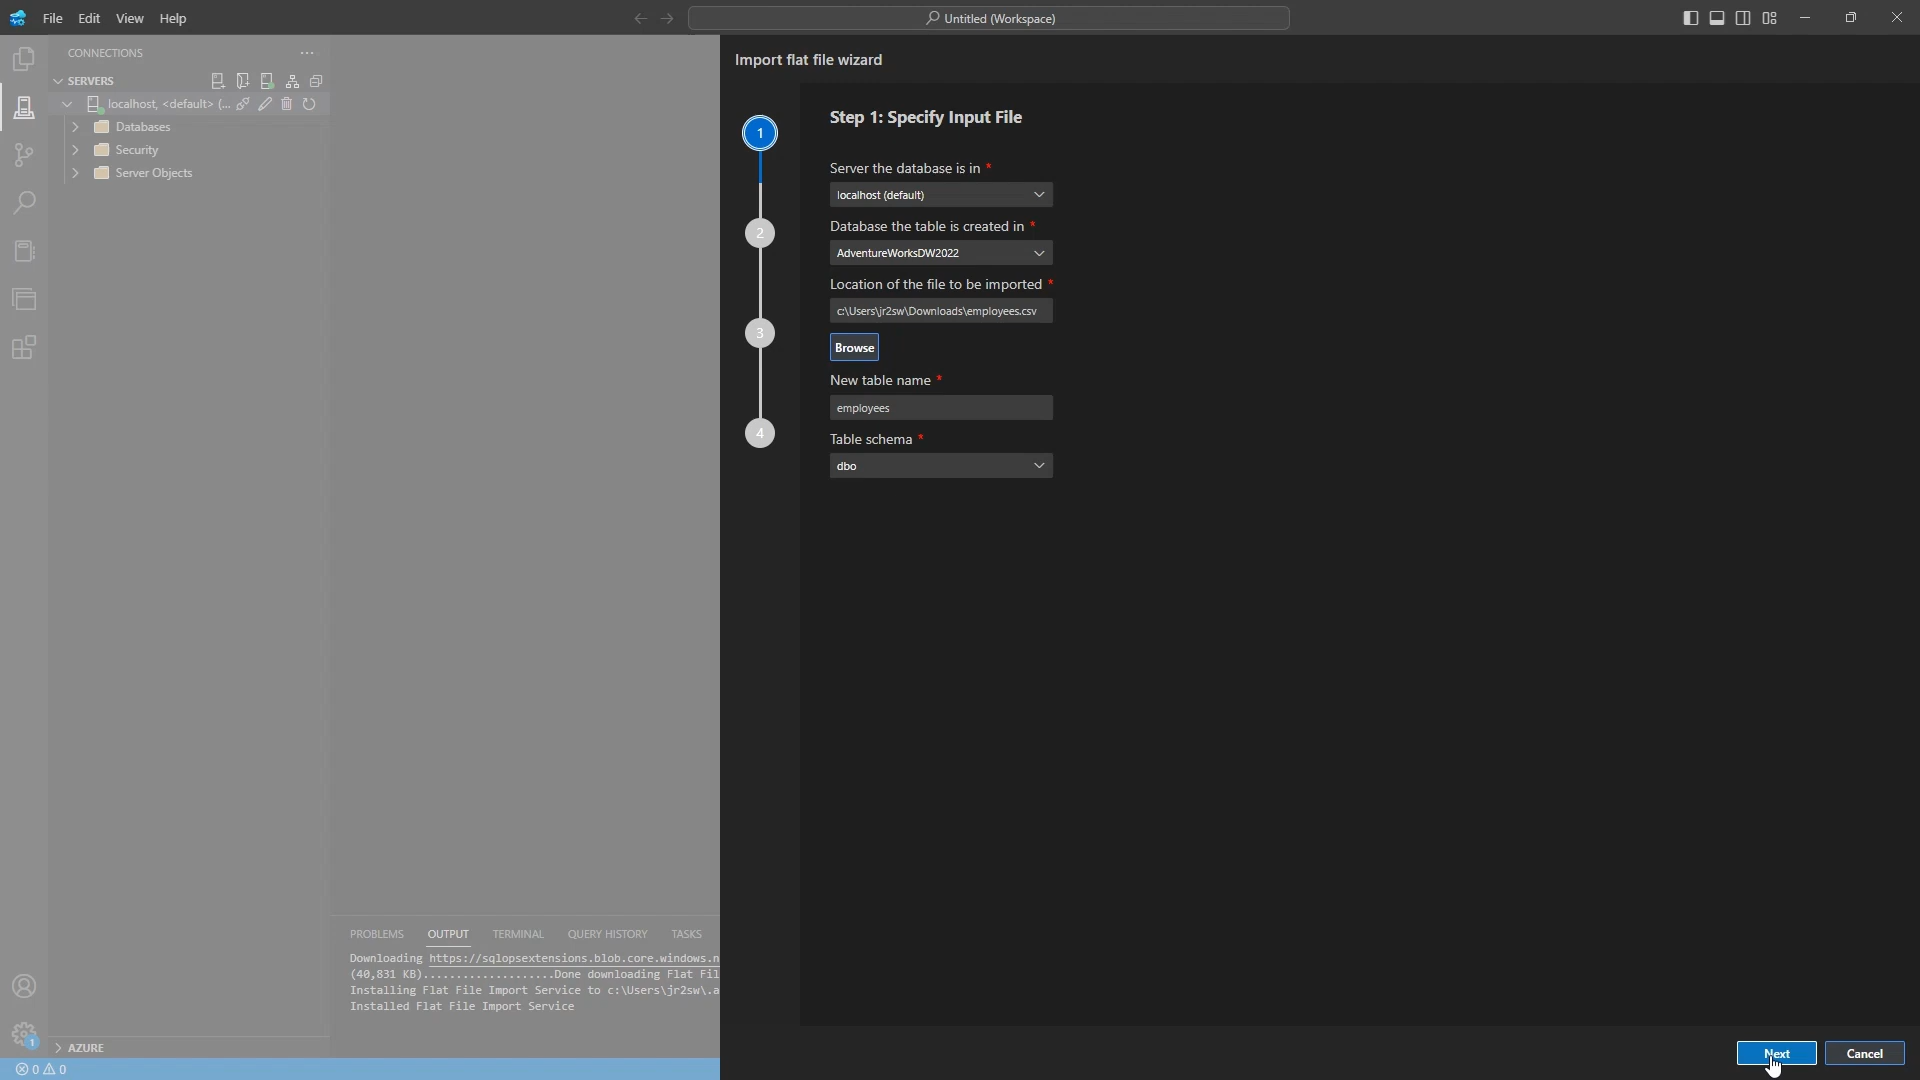 File Edit View Help
Untitled (Workspace)
CONNECTIONS
SERVERS
localhost, <default> (...
Databases
Security
Server Objects
AZURE
1
0 0
PROBLEMS OUTPUT TERMINAL QUERY HISTORY TASKS
Downloading https://sqlopsextensions.blob.core.windows.n
(40,831 KB)....................Done downloading Flat Fil
Installing Flat File Import Service to c:\Users\jr2sw\.a
Installed Flat File Import Service
Import flat file wizard
1
2
3
4
Step 1: Specify Input File
Server the database is in *
localhost (default)
Database the table is created in *
AdventureWorksDW2022
Location of the file to be imported *
c:\Users\jr2sw\Downloads\employees.csv
Browse
New table name *
employees
Table schema *
dbo
Next Cancel